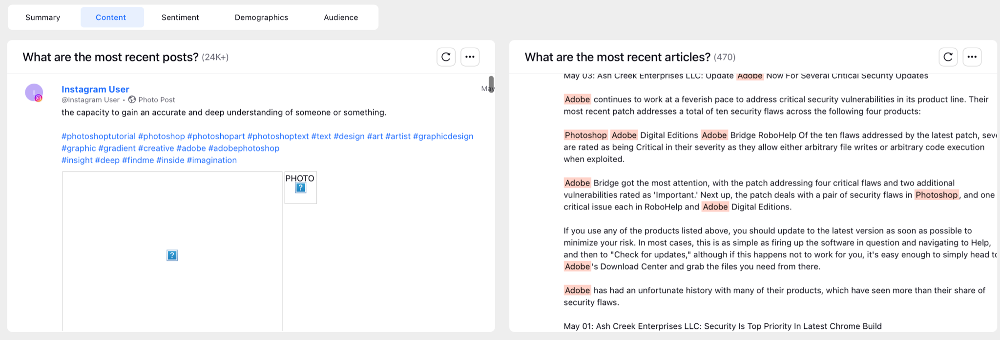 Summary
Content
Sentiment
Demographics
Audience
What are the most recent posts? (24K+)
Instagram User
May
@Instagram User • Photo Post
the capacity to gain an accurate and deep understanding of someone or something.
#photoshoptutorial #photoshop #photoshopart #photoshoptext #text #design #art #artist #graphicdesign
#graphic #gradient #creative #adobe #adobephotoshop
#insight #deep #findme #inside #imagination
PHOTO
What are the most recent articles? (470)
May 03: Ash Creek Enterprises LLC: Update Adobe Now For Several Critical Security Updates
Adobe continues to work at a feverish pace to address critical security vulnerabilities in its product line. Their
most recent patch addresses a total of ten security flaws across the following four products:
Photoshop Adobe Digital Editions Adobe Bridge RoboHelp Of the ten flaws addressed by the latest patch,
are rated as being Critical in their severity as they allow either arbitrary file writes or arbitrary code execution
when exploited.
Adobe Bridge got the most attention, with the patch addressing four critical flaws and two additional
vulnerabilities rated as 'Important.' Next up, the patch deals with a pair of security flaws in Photoshop, and one
critical issue each in RoboHelp and Adobe Digital Editions.
If you use any of the products listed above, you should update to the latest version as soon as possible to
minimize your risk. In most cases, this is as simple as firing up the software in question and navigating to Help,
and then to "Check for updates," although if this happens not to work for you, it's easy enough to simply head to
Adobe's Download Center and grab the files you need from there.
Adobe has had an unfortunate history with many of their products, which have seen more than their share of
security flaws.
May 01: Ash Creek Enterprises LLC: Security Is Top Priority In Latest Chrome Build